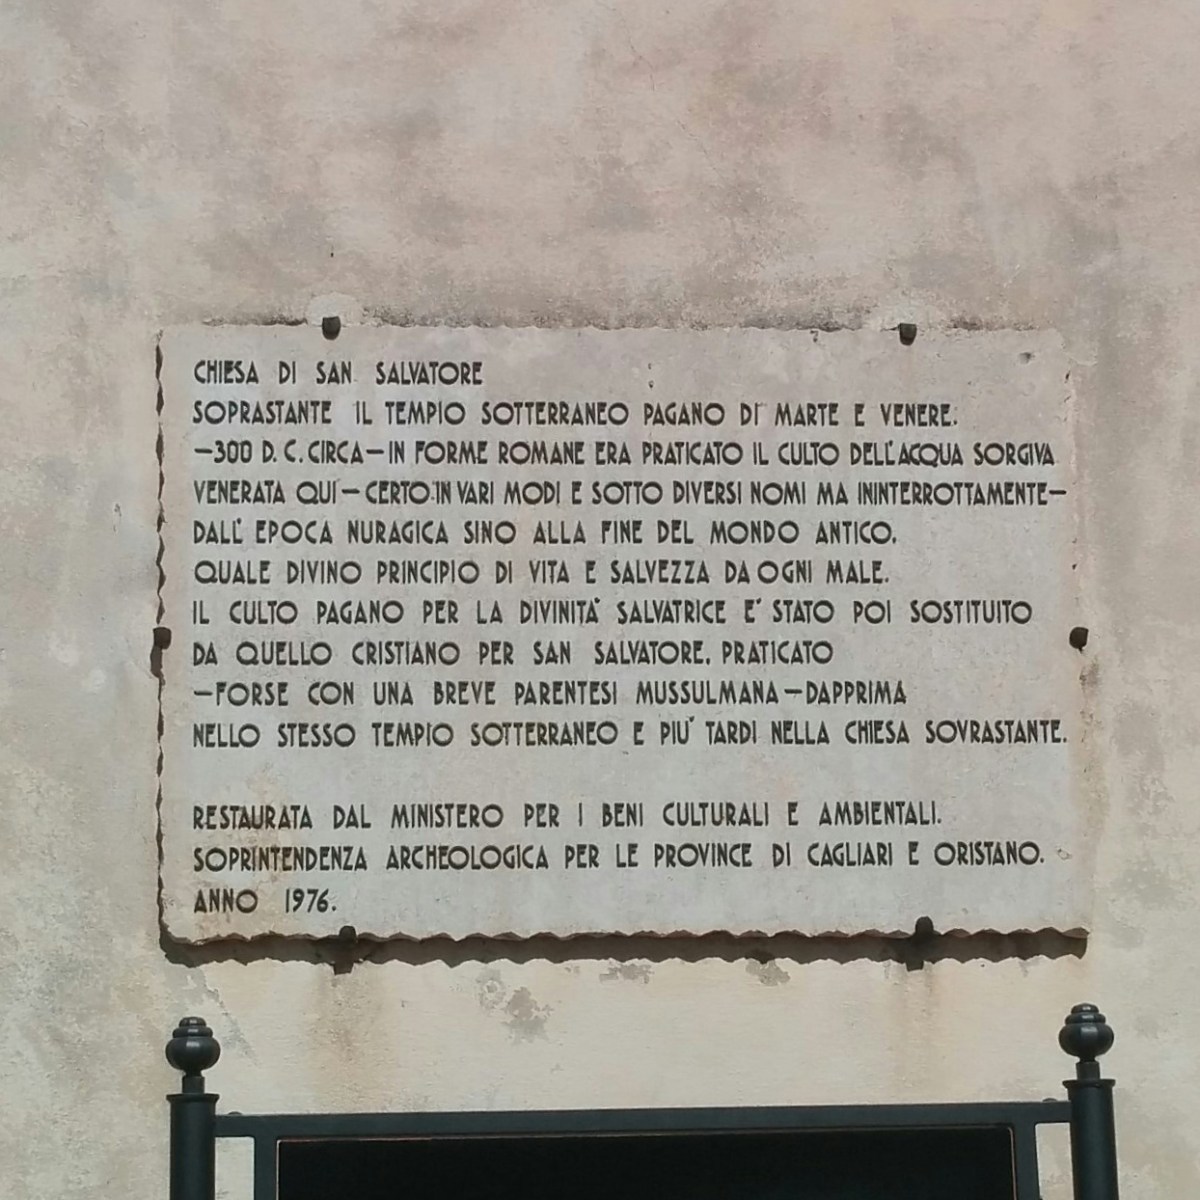 CHIESA DI SAN SALVATORE
SOPRASTANTE IL TEMPIO SOTTERRANEO PAGANO DI MARTE E VENERE.
—300 D. C. CIRCA—IN FORME ROMANE ERA PRATICATO IL CULTO DELL'ACQUA SORGIVA
VENERATA QUI—CERTO IN VARI MODI E SOTTO DIVERSI NOMI MA ININTERROTTAMENTE—
DALL' EPOCA NURAGICA SINO ALLA FINE DEL MONDO ANTICO.
QUALE DIVINO PRINCIPIO DI VITA E SALVEZZA DA OGNI MALE.
IL CULTO PAGANO PER LA DIVINITA' SALVATRICE E' STATO POI SOSTITUITO
DA QUELLO CRISTIANO PER SAN SALVATORE, PRATICATO
—FORSE CON UNA BREVE PARENTESI MUSSULMANA—DAPPRIMA
NELLO STESSO TEMPIO SOTTERRANEO E PIU' TARDI NELLA CHIESA SOVRASTANTE.
RESTAURATA DAL MINISTERO PER I BENI CULTURALI E AMBIENTALI.
SOPRINTENDENZA ARCHEOLOGICA PER LE PROVINCE DI CAGLIARI E ORISTANO.
ANNO 1976.